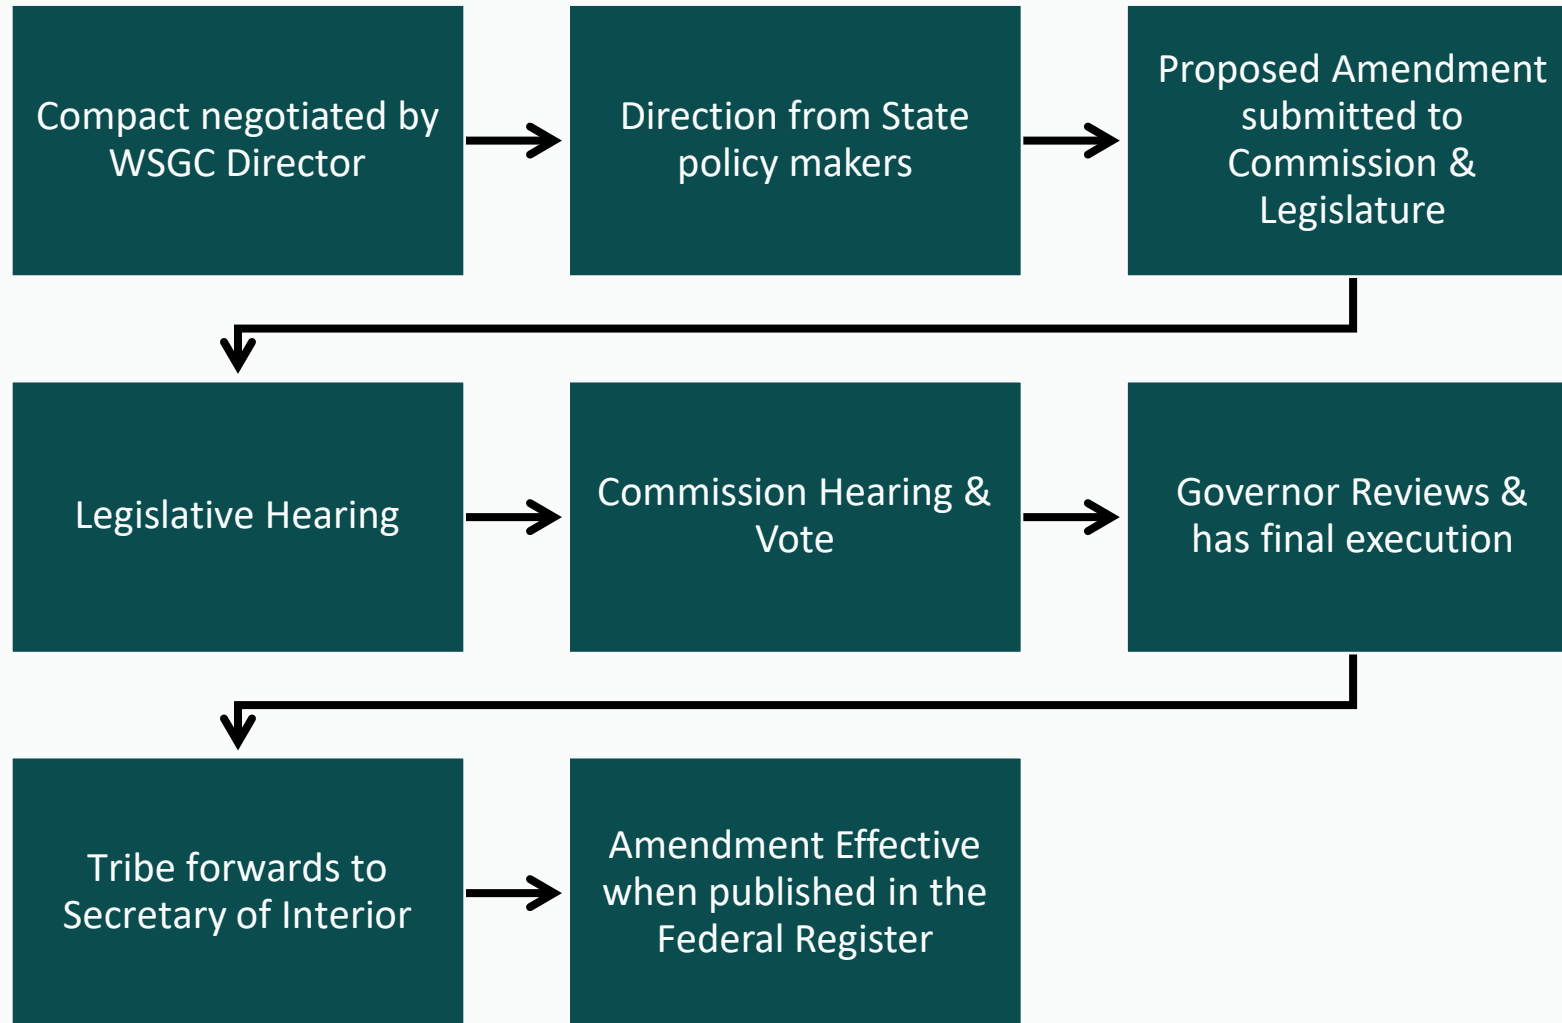 Compact negotiated by
WSGC Director
Direction from State
policy makers
Proposed Amendment
submitted to
Commission &
Legislature
Legislative Hearing
Commission Hearing &
Vote
Governor Reviews &
has final execution
Tribe forwards to
Secretary of Interior
Amendment Effective
when published in the
Federal Register